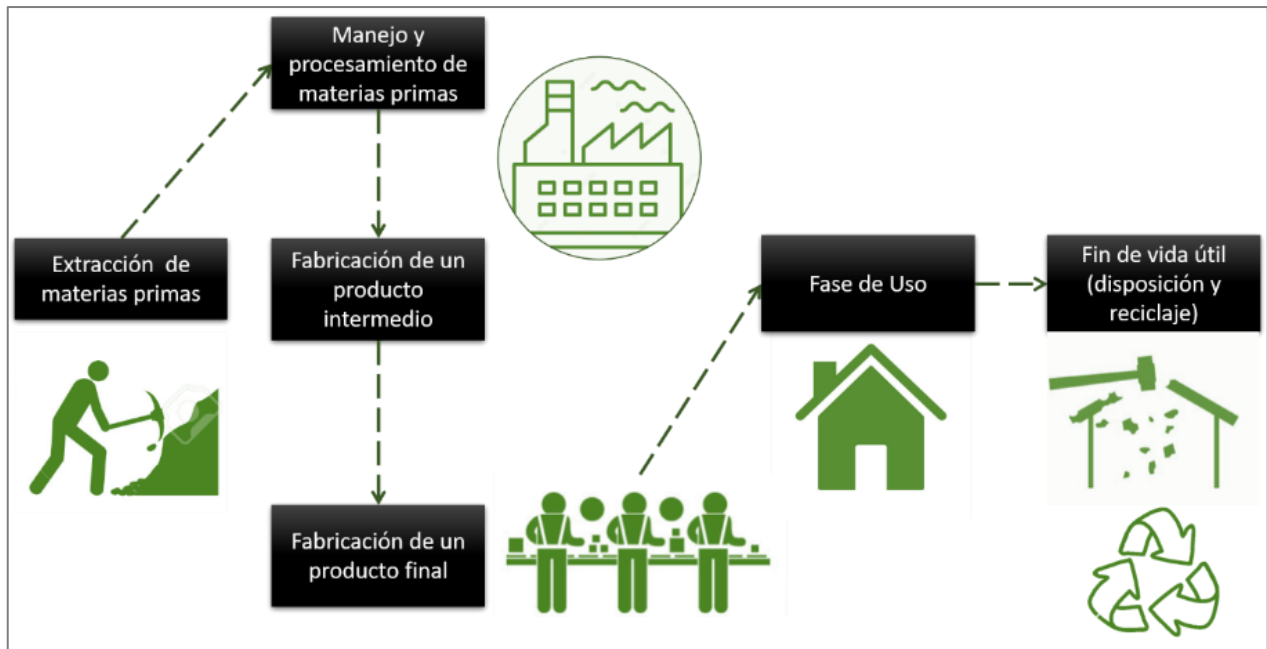 Manejo y
procesamiento de
materias primas
Extracción de
materias primas
Fabricación de un
producto
intermedio
Fabricación de un
producto final
Fase de Uso
Fin de vida útil
(disposición y
reciclaje)